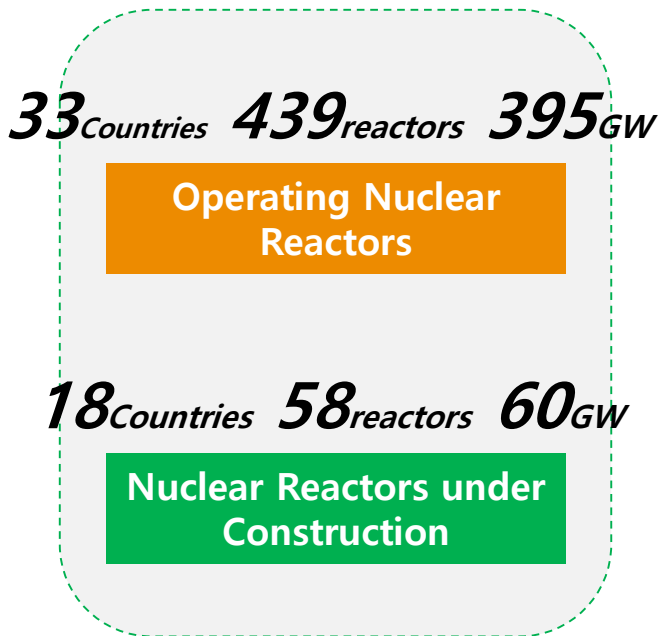 33Countries 439reactors 395GW
Operating Nuclear
Reactors
18Countries 58reactors 60GW
Nuclear Reactors under
Construction